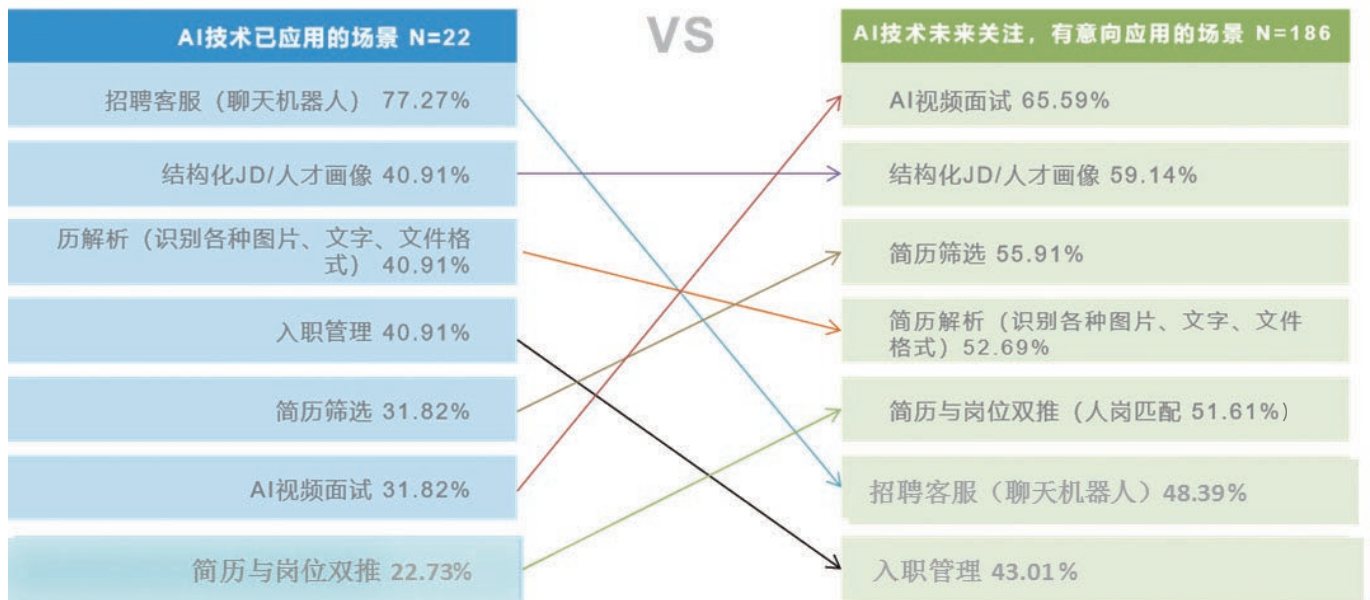 AI技术已应用的场景 N=22
招聘客服（聊天机器人） 77.27%
结构化JD/人才画像 40.91%
历解析（识别各种图片、文字、文件格
式） 40.91%
入职管理 40.91%
简历筛选 31.82%
AI视频面试 31.82%
简历与岗位双推 22.73%
VS
AI技术未来关注，有意向应用的场景 N=186
AI视频面试 65.59%
结构化JD/人才画像 59.14%
简历筛选 55.91%
简历解析（识别各种图片、文字、文件
格式）52.69%
简历与岗位双推（人岗匹配 51.61%）
招聘客服（聊天机器人）48.39%
入职管理 43.01%